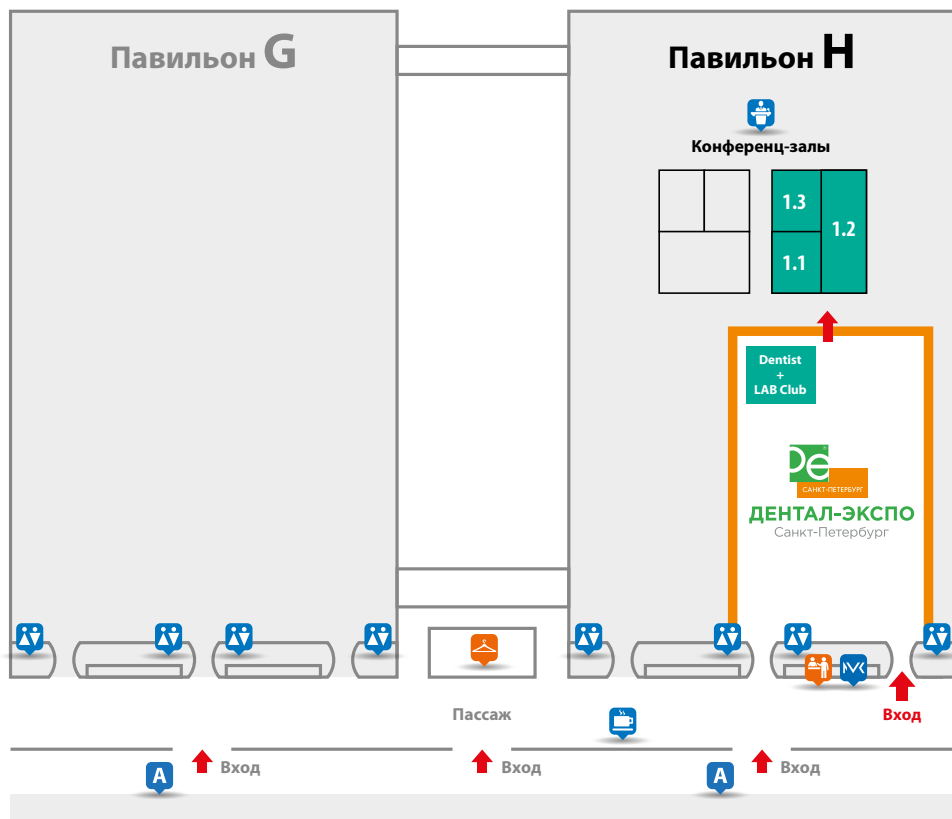 Павильон G
Павильон H
Конференц-залы
1.3
1.2
1.1
Dentist
+
LAB Club
De
САНКТ-ПЕТЕРБУРГ
ДЕНТАЛ-ЭКСПО
Санкт-Петербург
Пассаж
Вход
Вход
Вход
Вход
A
A